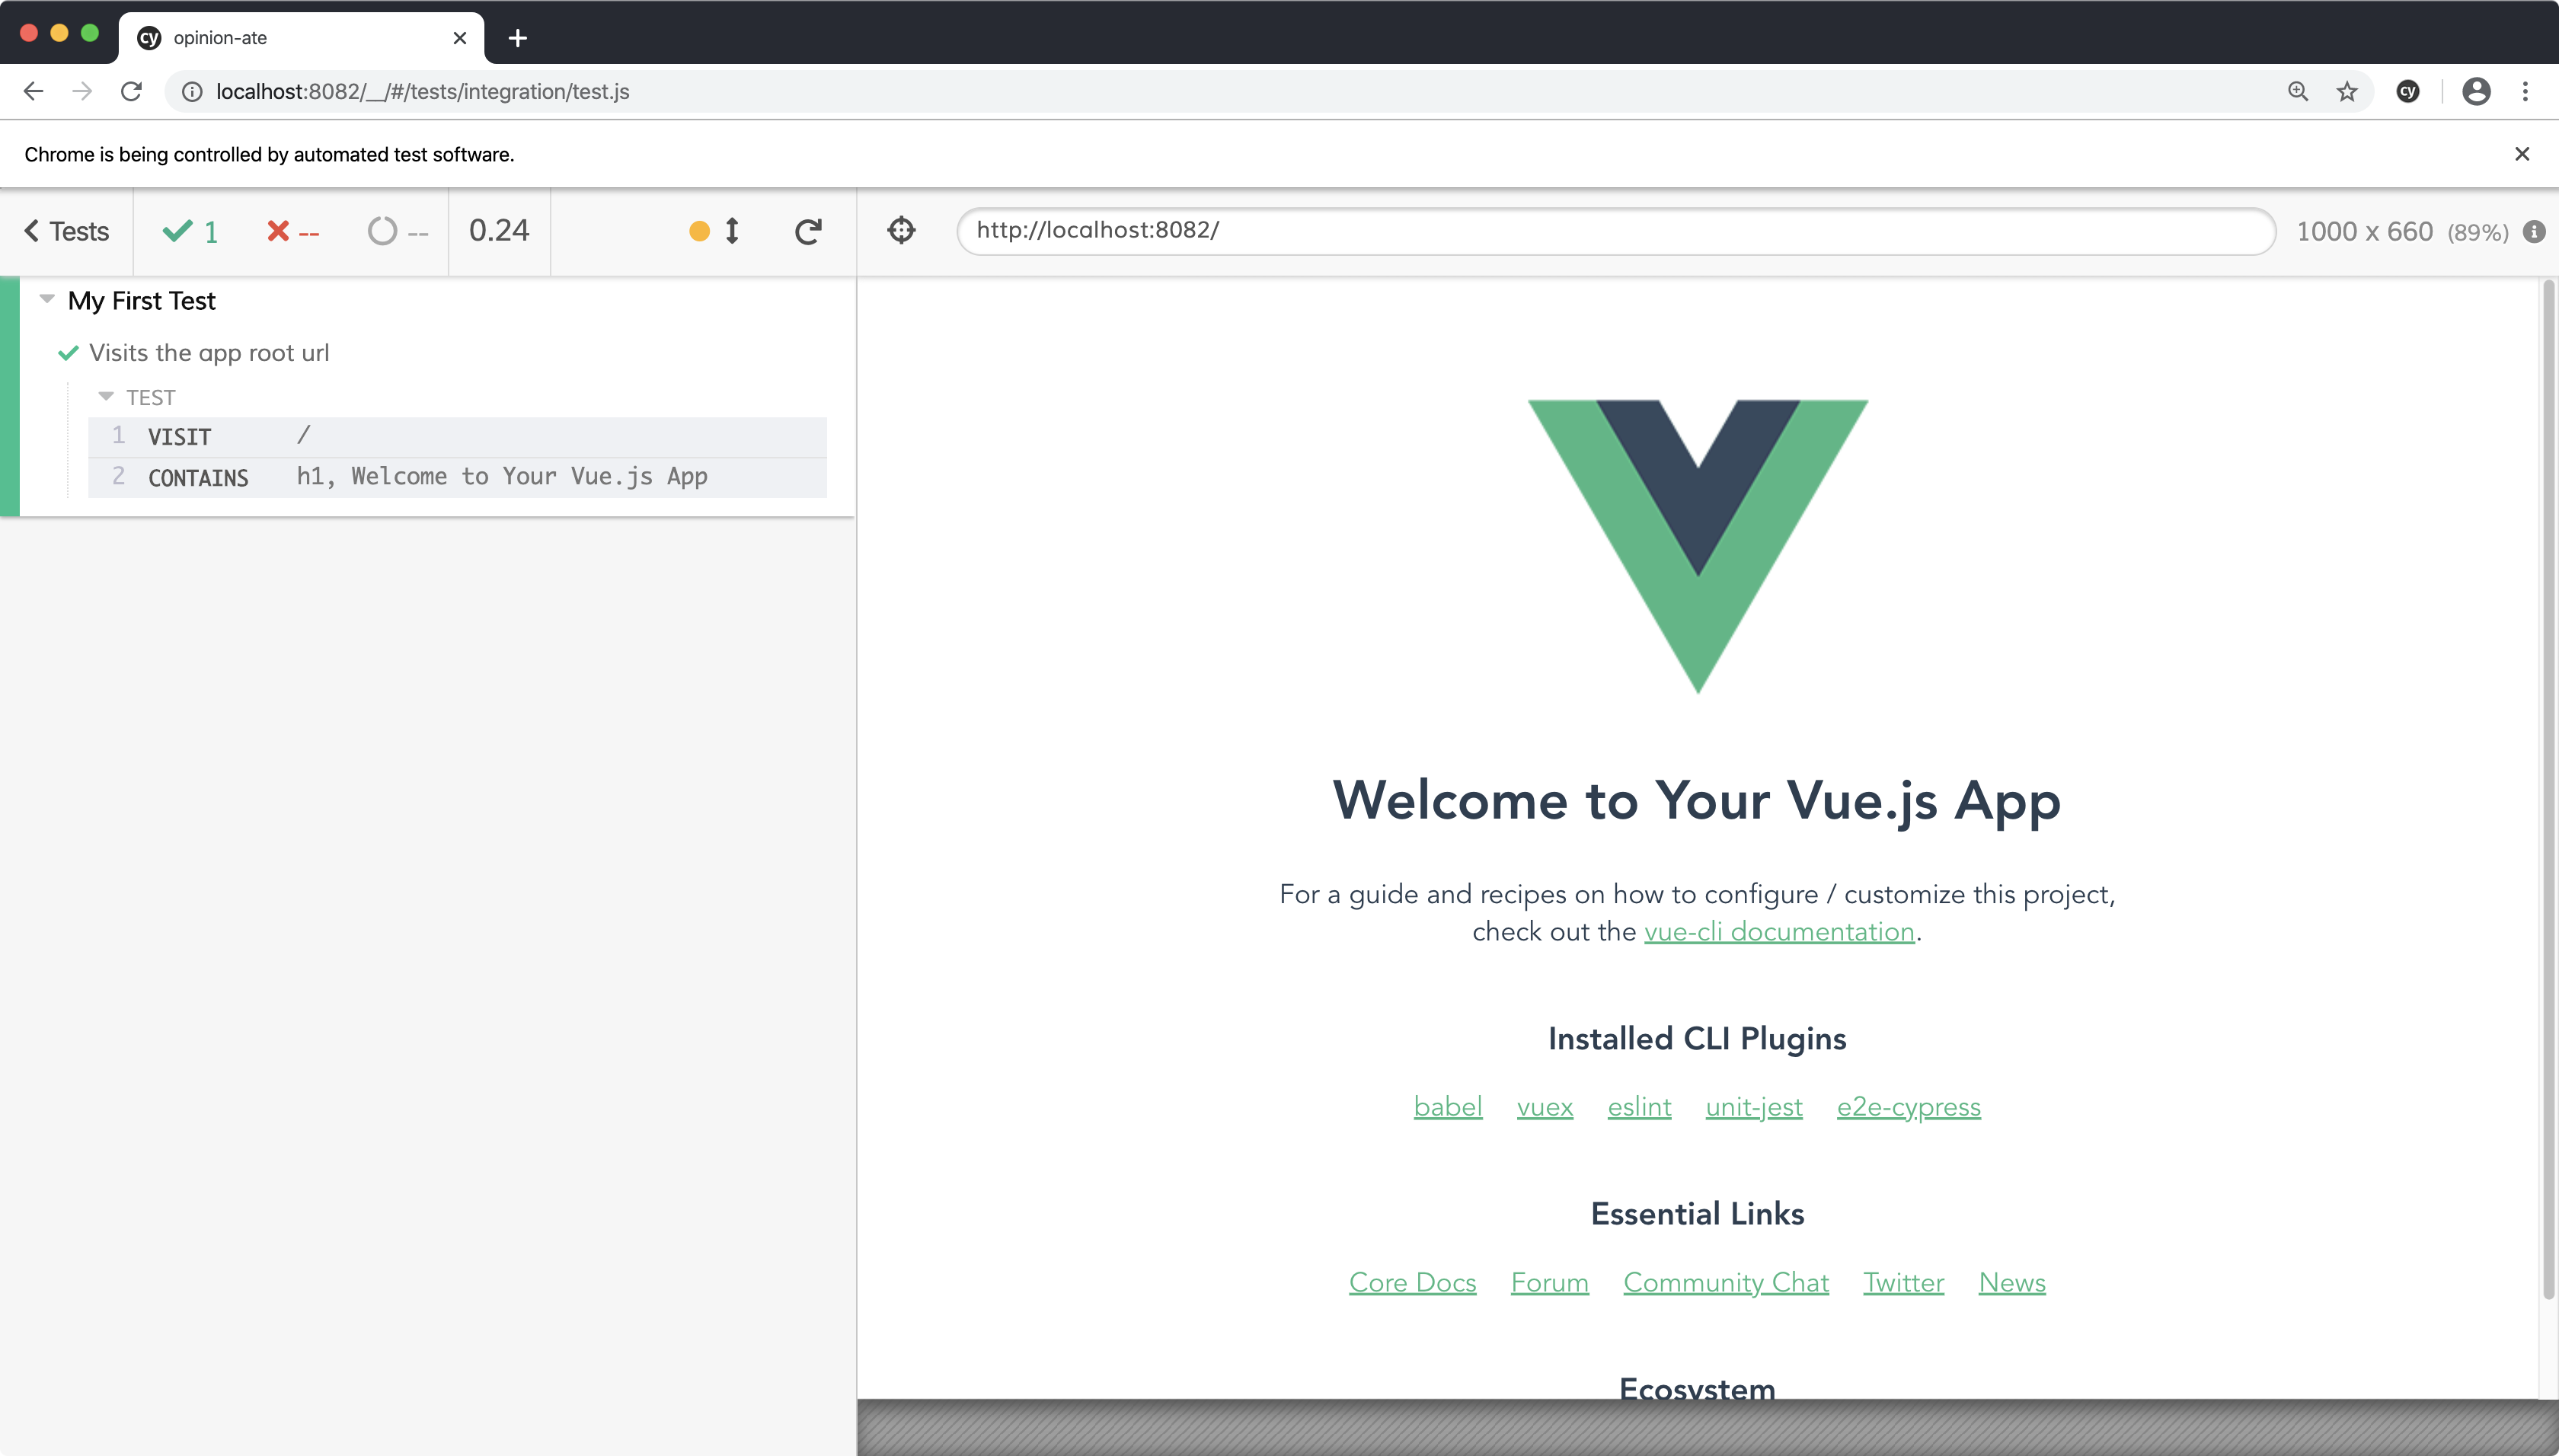 cy opinion-ate
localhost:8082/__/#/tests/integration/test.js
cy
Chrome is being controlled by automated test software.
Tests 1 -- -- 0.24
http://localhost:8082/ 1000 x 660 (89%)
My First Test
Visits the app root url
TEST
1 VISIT /
2 CONTAINS h1, Welcome to Your Vue.js App
Welcome to Your Vue.js App
For a guide and recipes on how to configure / customize this project,
check out the vue-cli documentation.
Installed CLI Plugins
babel vuex eslint unit-jest e2e-cypress
Essential Links
Core Docs Forum Community Chat Twitter News
Ecosystem